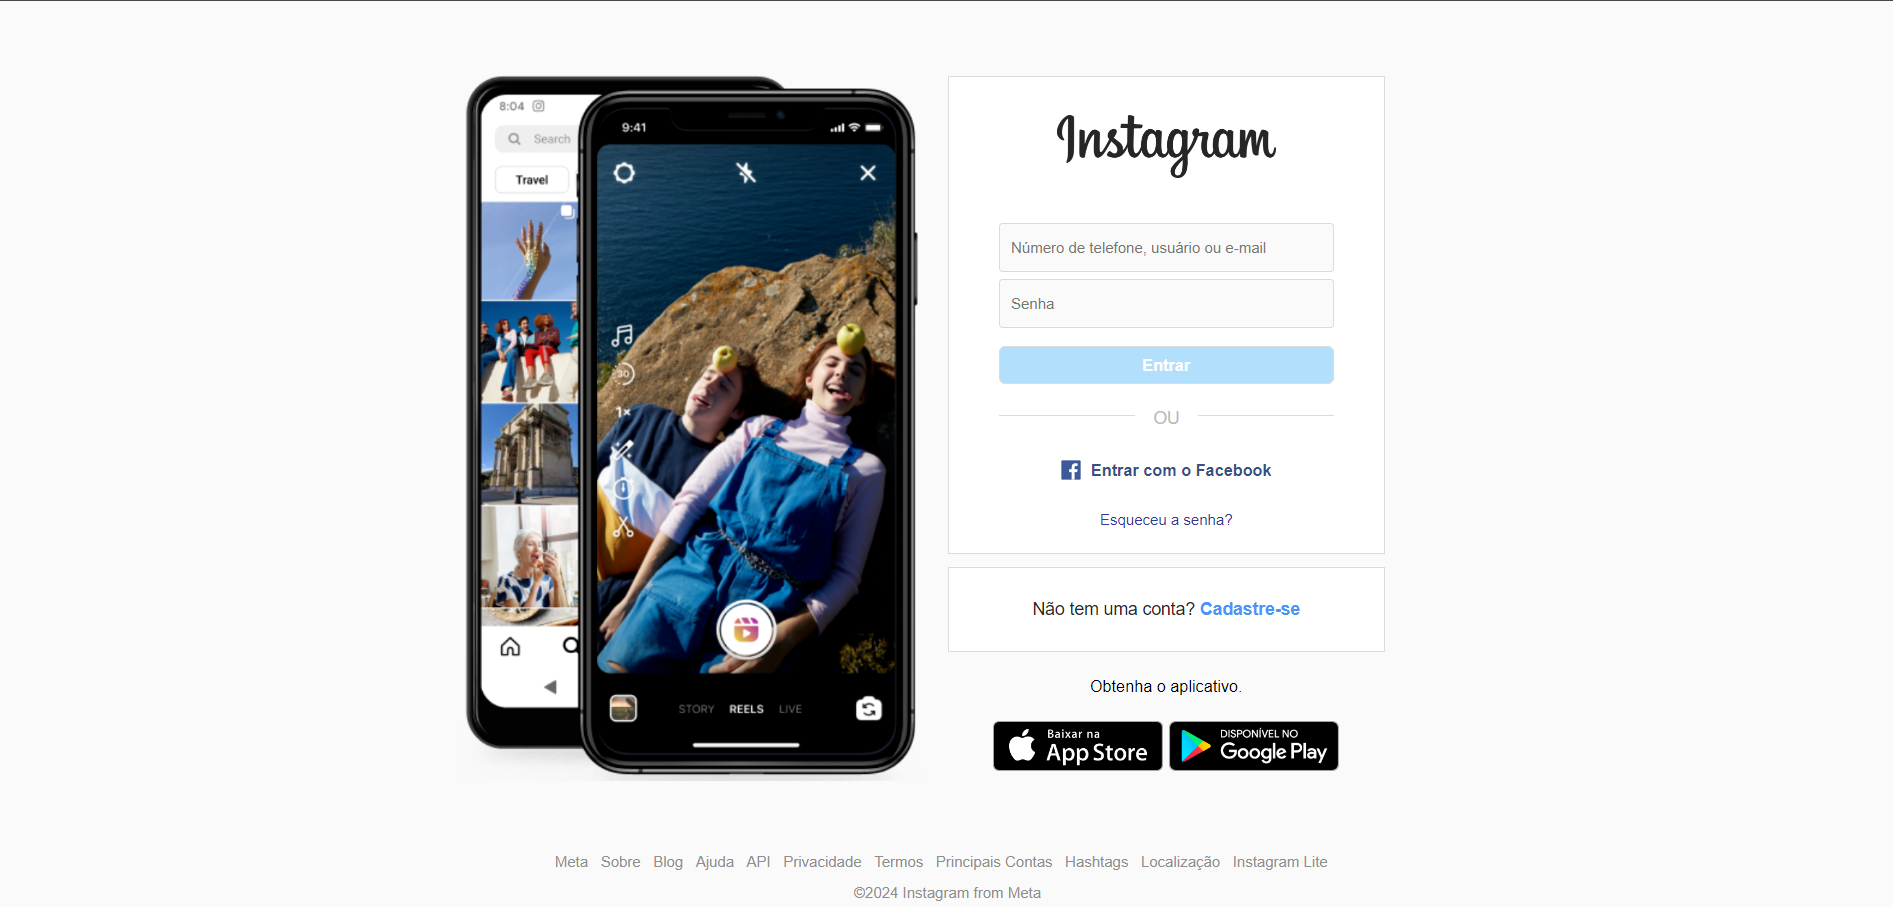 8:04
Search
Travel
9:41
30
1×
STORY REELS LIVE
Instagram
Número de telefone, usuário ou e-mail
Senha
Entrar
OU
Entrar com o Facebook
Esqueceu a senha?
Não tem uma conta? Cadastre-se
Obtenha o aplicativo.
Baixar na
App Store
DISPONÍVEL NO
Google Play
Meta Sobre Blog Ajuda API Privacidade Termos Principais Contas Hashtags Localização Instagram Lite
©2024 Instagram from Meta